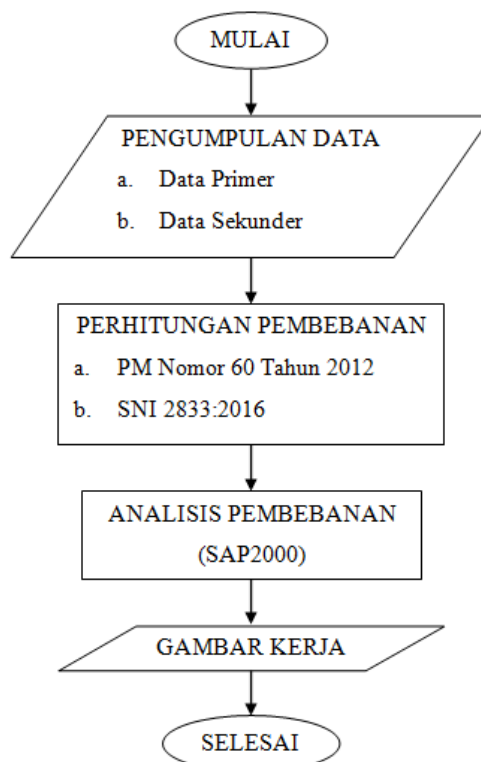 MULAI
PENGUMPULAN DATA
a. Data Primer
b. Data Sekunder
PERHITUNGAN PEMBEBANAN
a. PM Nomor 60 Tahun 2012
b. SNI 2833:2016
ANALISIS PEMBEBANAN
(SAP2000)
GAMBAR KERJA
SELESAI